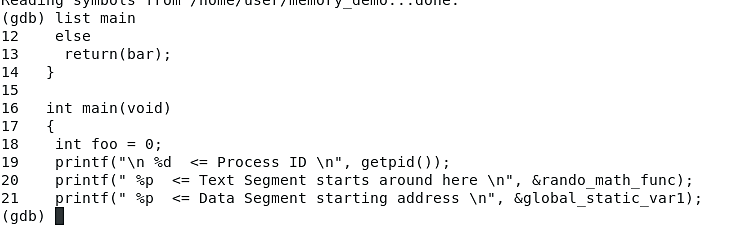 Reading symbols from /home/user/memory_demo...done.
(gdb) list main
12    else
13     return(bar);
14   }
15
16   int main(void)
17   {
18    int foo = 0;
19    printf("\n %d  <= Process ID \n", getpid());
20    printf(" %p  <= Text Segment starts around here \n", &rando_math_func);
21    printf(" %p  <= Data Segment starting address \n", &global_static_var1);
(gdb)